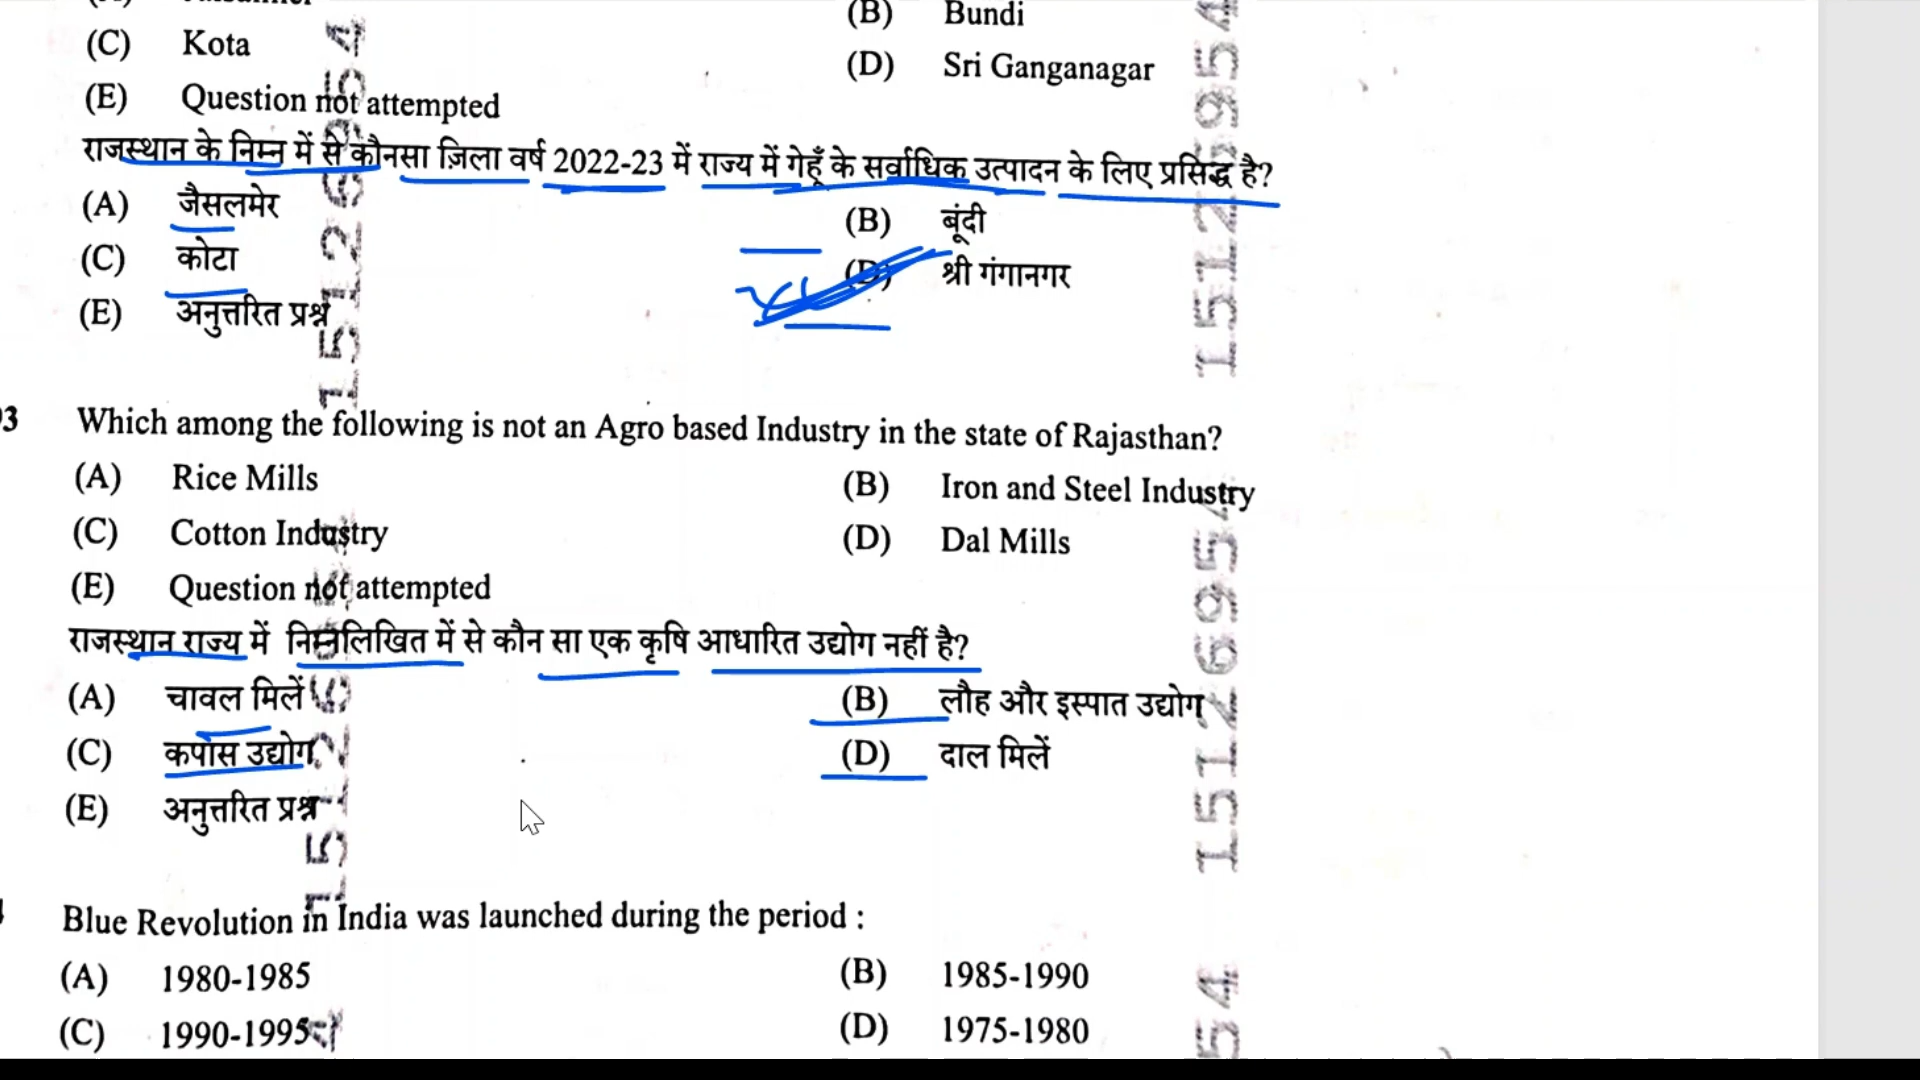 (B) Bundi
(C) Kota
(D) Sri Ganganagar
(E) Question not attempted
राजस्थान के निम्न में से कौनसा ज़िला वर्ष 2022-23 में राज्य में गेहूँ के सर्वाधिक उत्पादन के लिए प्रसिद्ध है?
(A) जैसलमेर
(B) बूंदी
(C) कोटा
(D) श्री गंगानगर
(E) अनुत्तरित प्रश्न
3 Which among the following is not an Agro based Industry in the state of Rajasthan?
(A) Rice Mills
(B) Iron and Steel Industry
(C) Cotton Industry
(D) Dal Mills
(E) Question not attempted
राजस्थान राज्य में निम्नलिखित में से कौन सा एक कृषि आधारित उद्योग नहीं है?
(A) चावल मिलें
(B) लौह और इस्पात उद्योग
(C) कपास उद्योग
(D) दाल मिलें
(E) अनुत्तरित प्रश्न
Blue Revolution in India was launched during the period :
(A) 1980-1985
(B) 1985-1990
(C) 1990-1995
(D) 1975-1980
15126954
15126954